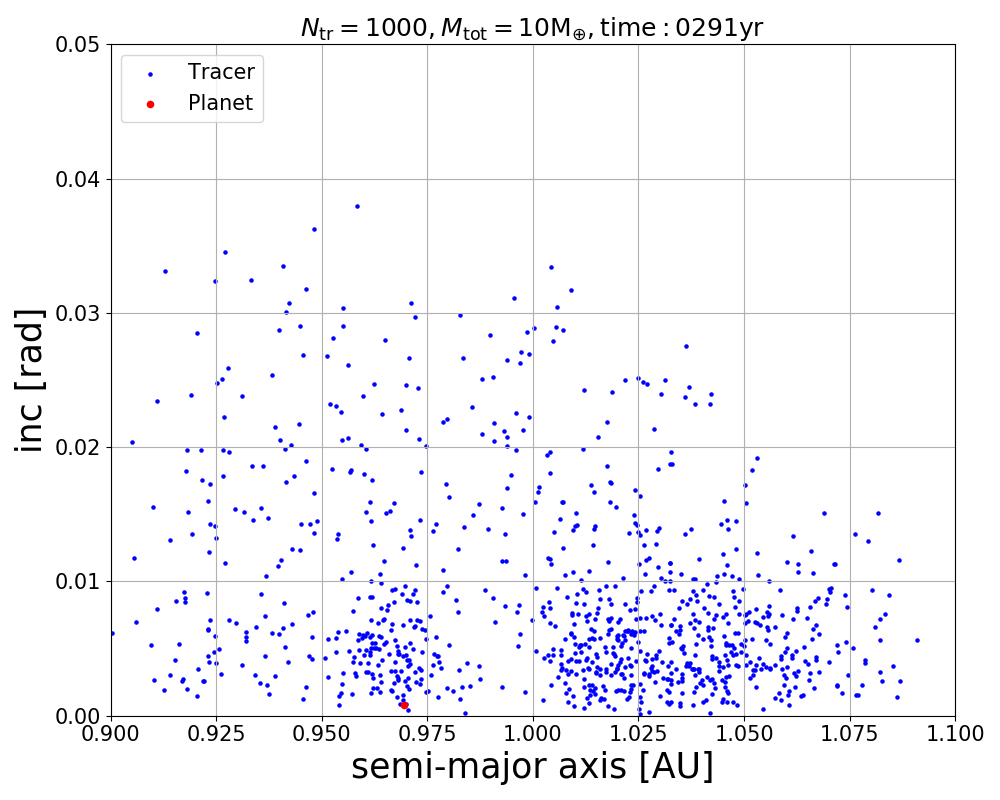 N_tr = 1000, M_tot = 10M_⊕, time : 0291yr
0.05
Tracer
Planet
0.04
0.03
0.02
0.01
0.00
inc [rad]
0.900 0.925 0.950 0.975 1.000 1.025 1.050 1.075 1.100
semi-major axis [AU]